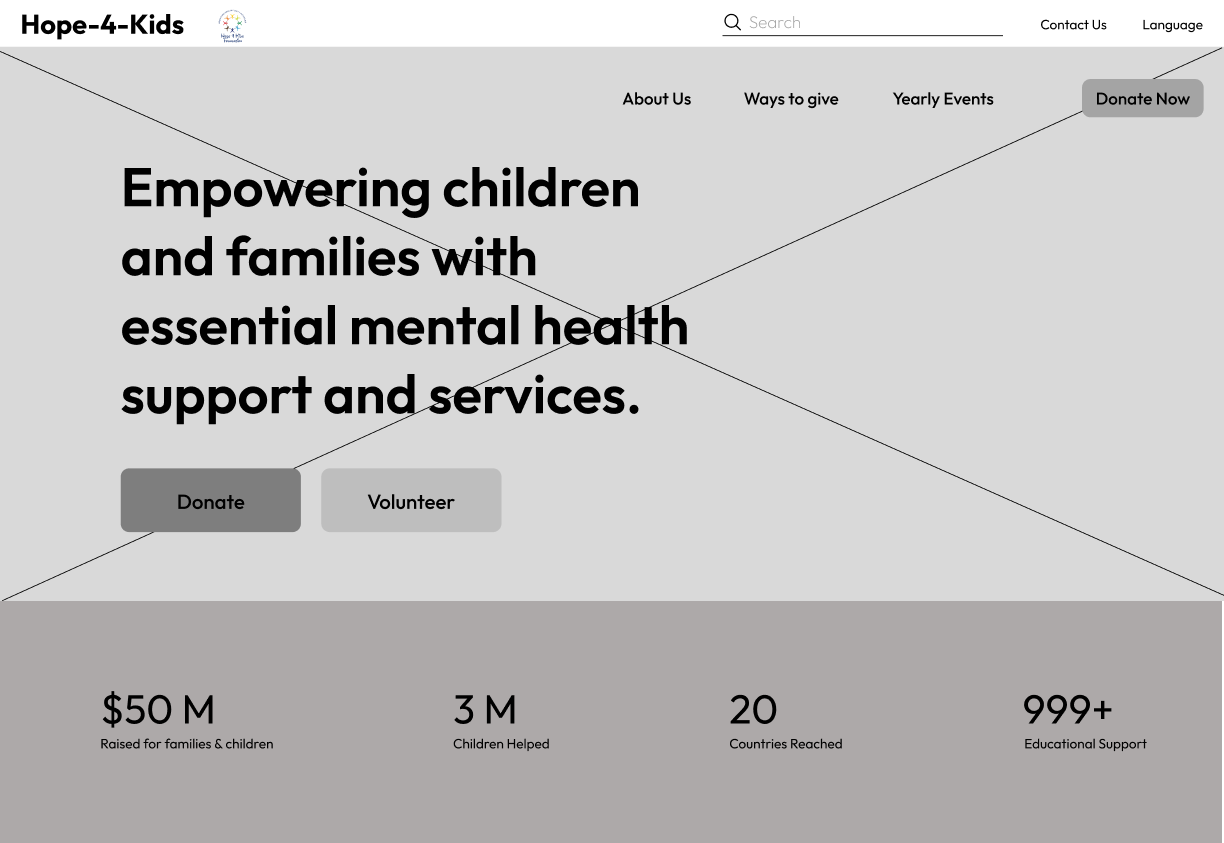 Hope-4-Kids
Search
Contact Us
Language
About Us
Ways to give
Yearly Events
Donate Now
Empowering children
and families with
essential mental health
support and services.
Donate
Volunteer
$50 M
Raised for families & children
3 M
Children Helped
20
Countries Reached
999+
Educational Support